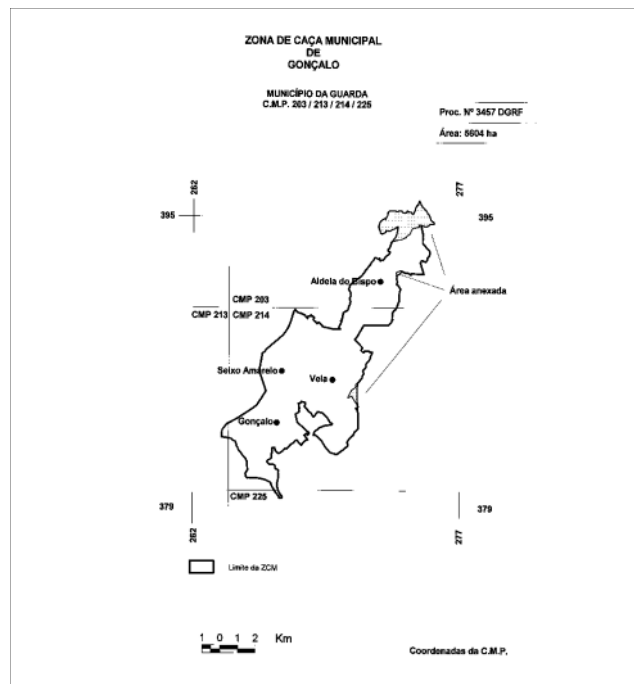 ZONA DE CAÇA MUNICIPAL
DE
GONÇALO
MUNICÍPIO DA GUARDA
C.M.P. 203 / 213 / 214 / 225
Proc. Nº 3457 DGRF
Área: 5604 ha
262
277
395
395
Aldeia do Bispo
Área anexada
CMP 203
CMP 213
CMP 214
Seixo Amarelo
Vela
Gonçalo
CMP 225
379
379
262
277
Limite da ZCM
1 0 1 2 Km
Coordenadas da C.M.P.